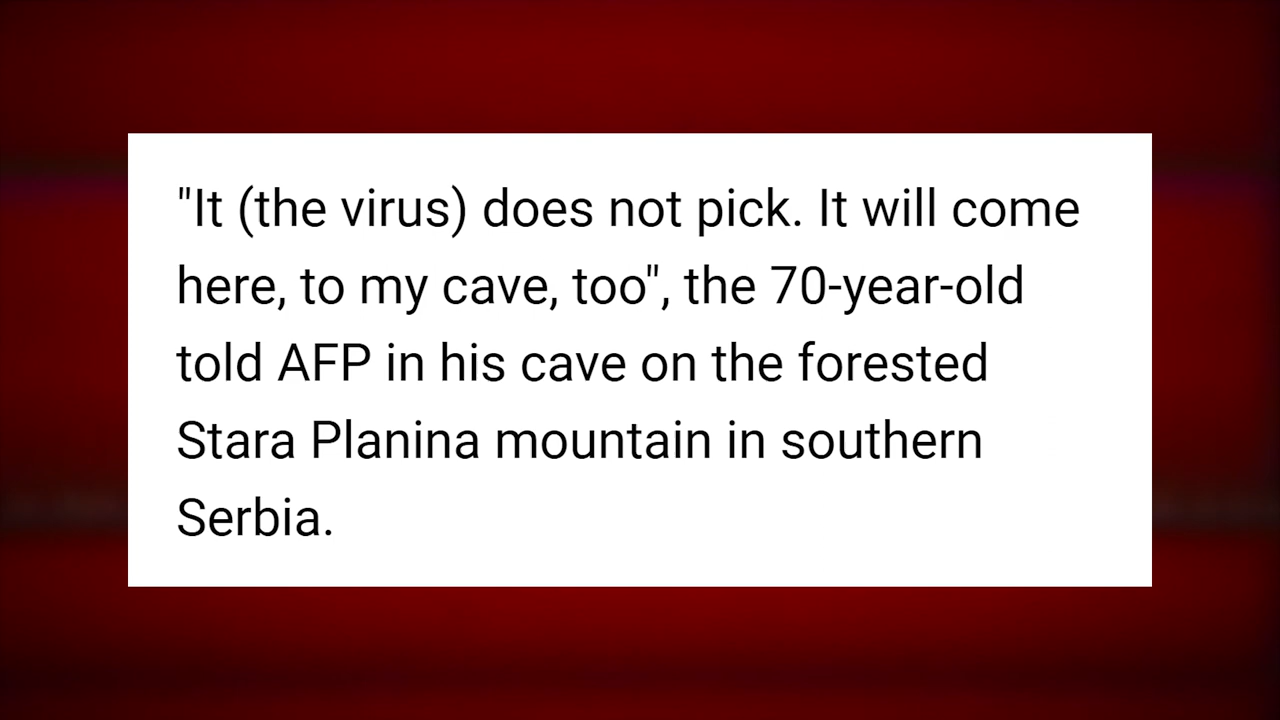 "It (the virus) does not pick. It will come
here, to my cave, too", the 70-year-old
told AFP in his cave on the forested
Stara Planina mountain in southern
Serbia.